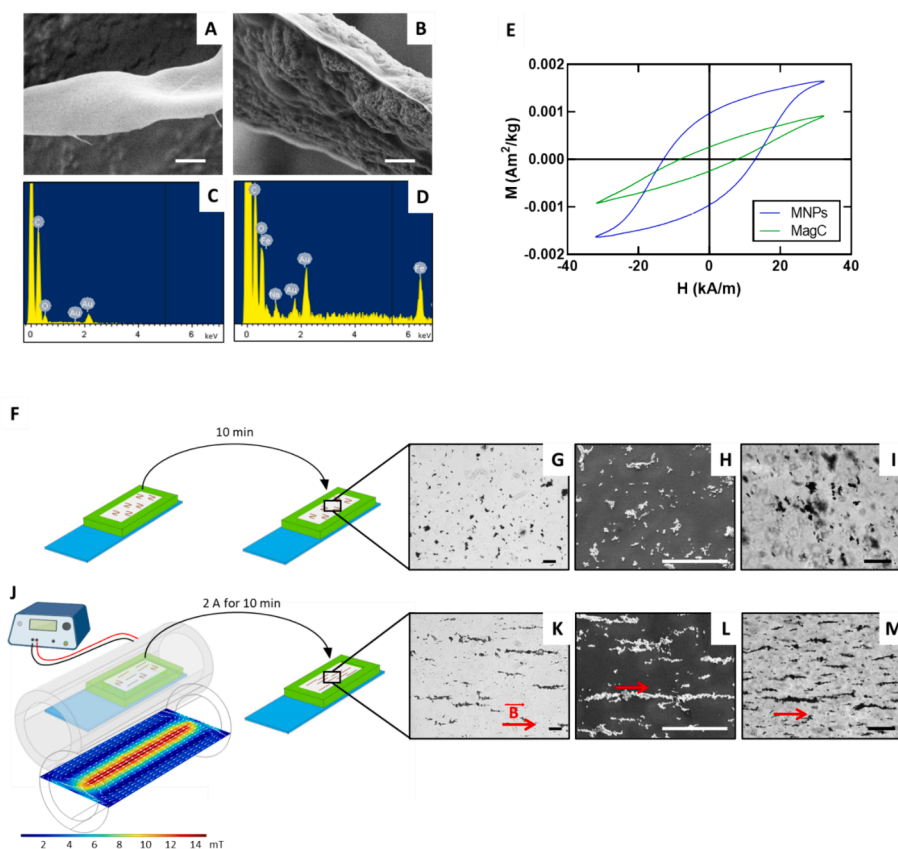 A
B
C
C
O
Au
Au
0
2
4
6
keV
D
C
O
Fe
Na
Au
Au
Fe
0
2
4
6
keV
E
0.002
0.001
0.000
-0.001
-0.002
-40
-20
0
20
40
M (Am²/kg)
H (kA/m)
MNPs
MagC
F
10 min
G
H
I
J
2 A for 10 min
K
B
L
M
2 4 6 8 10 12 14 mT